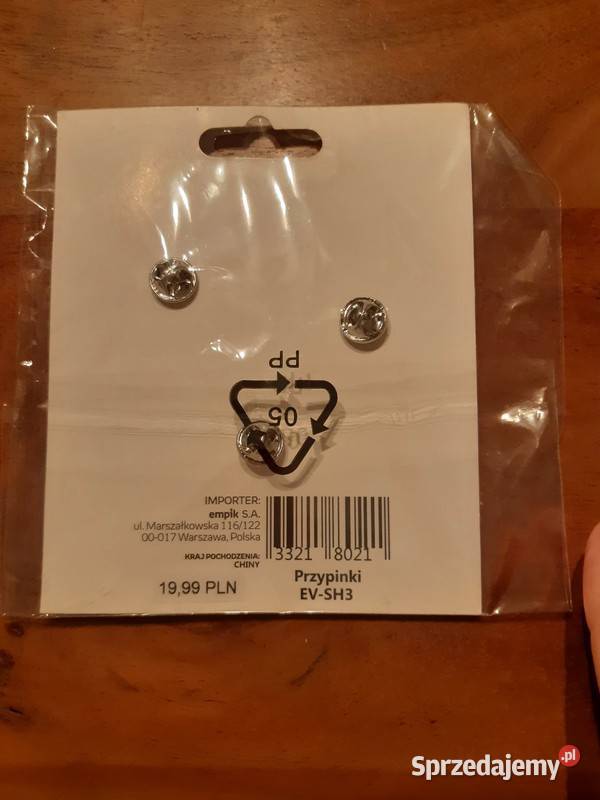 PP
05
IMPORTER:
empik S.A.
ul. Marszałkowska 116/122
00-017 Warszawa, Polska
KRAJ POCHODZENIA:
CHINY
19,99 PLN
3321 8021
Przypinki
EV-SH3
Sprzedajemy.pl